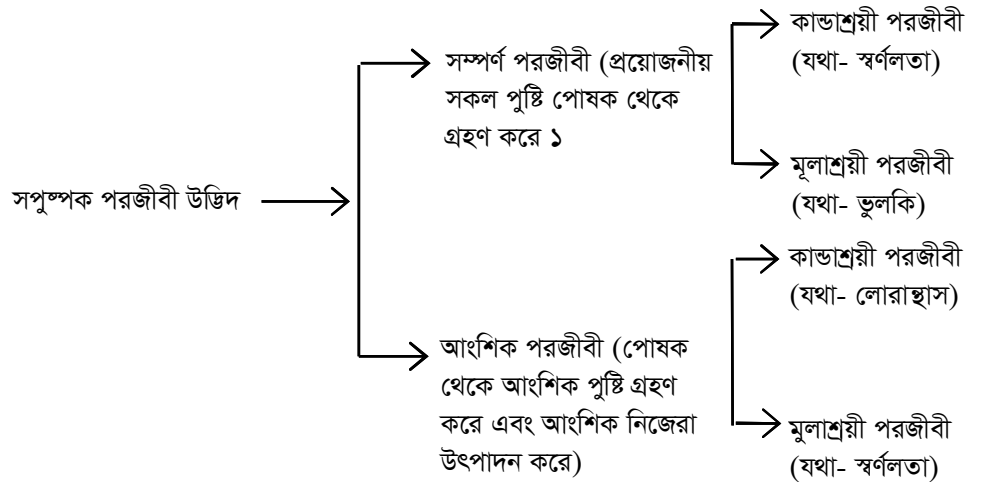 সপুষ্পক পরজীবী উদ্ভিদ
সম্পর্ণ পরজীবী (প্রয়োজনীয়
সকল পুষ্টি পোষক থেকে
গ্রহণ করে ১
কান্ডাশ্রয়ী পরজীবী
(যথা- স্বর্ণলতা)
মূলাশ্রয়ী পরজীবী
(যথা- ভুলকি)
আংশিক পরজীবী (পোষক
থেকে আংশিক পুষ্টি গ্রহণ
করে এবং আংশিক নিজেরা
উৎপাদন করে)
কান্ডাশ্রয়ী পরজীবী
(যথা- লোরান্থাস)
মুলাশ্রয়ী পরজীবী
(যথা- স্বর্ণলতা)